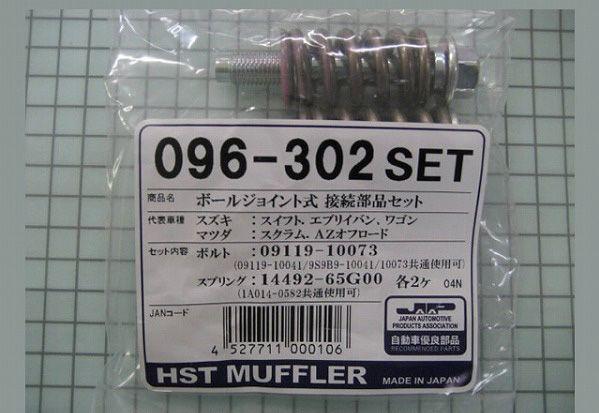 096-302 SET
商品名 ボールジョイント式 接続部品セット
代表車種 スズキ：スイフト、エブリイバン、ワゴン
マツダ：スクラム、AZオフロード
セット内容 ボルト：09119-10073
(09119-10041/9S9B9-10041/10073共通使用可)
スプリング：14492-65G00 各2ケ 04N
(1A014-0582共通使用可)
JANコード
4 527711 000106
JAPAN AUTOMOTIVE
PRODUCTS ASSOCIATION
自動車優良部品
RECOMMENDED PARTS
HST MUFFLER MADE IN JAPAN